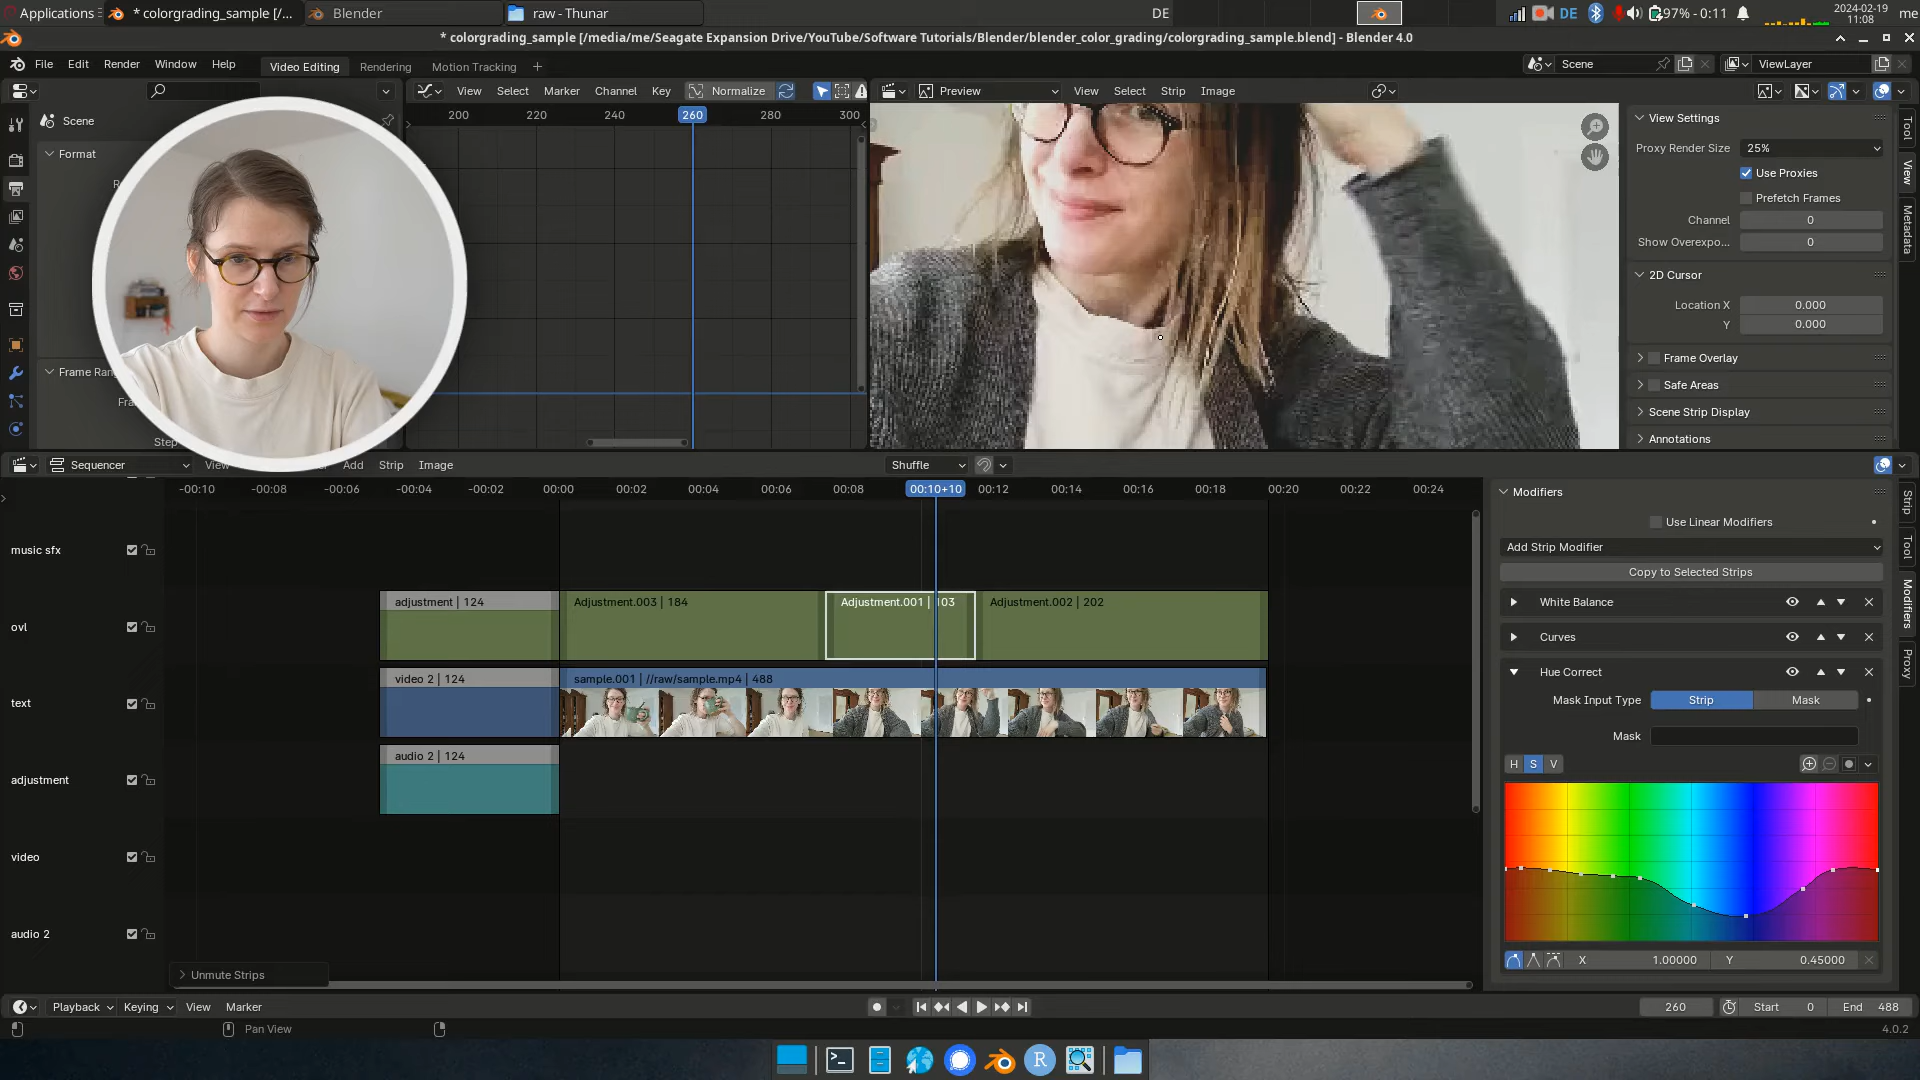 Applications
* colorgrading_sample [/...
Blender
raw - Thunar
DE
DE
97% - 0:11
2024-02-19
11:08
me
* colorgrading_sample [/media/me/Seagate Expansion Drive/YouTube/Software Tutorials/Blender/blender_color_grading/colorgrading_sample.blend] - Blender 4.0
File Edit Render Window Help
Video Editing Rendering Motion Tracking +
Scene
ViewLayer
View Select Marker Channel Key Normalize
Preview View Select Strip Image
Scene
Format
Frame Ran
Fra
Step
200 220 240 260 280 300
View Settings
Proxy Render Size 25%
Use Proxies
Prefetch Frames
Channel 0
Show Overexpo... 0
2D Cursor
Location X 0.000
Y 0.000
Frame Overlay
Safe Areas
Scene Strip Display
Annotations
Tool
View
Metadata
Sequencer Add Strip Image
Shuffle
-00:10 -00:08 -00:06 -00:04 -00:02 00:00 00:02 00:04 00:06 00:08 00:10+10 00:12 00:14 00:16 00:18 00:20 00:22 00:24
music sfx
ovl
text
adjustment
video
audio 2
adjustment | 124
Adjustment.003 | 184
Adjustment.001 | 103
Adjustment.002 | 202
video 2 | 124
sample.001 | //raw/sample.mp4 | 488
audio 2 | 124
Unmute Strips
Modifiers
Use Linear Modifiers
Add Strip Modifier
Copy to Selected Strips
White Balance
Curves
Hue Correct
Mask Input Type Strip Mask
Mask
H S V
X 1.00000 Y 0.45000
Strip
Tool
Modifiers
Proxy
Playback Keying View Marker
260 Start 0 End 488
Pan View
4.0.2
R